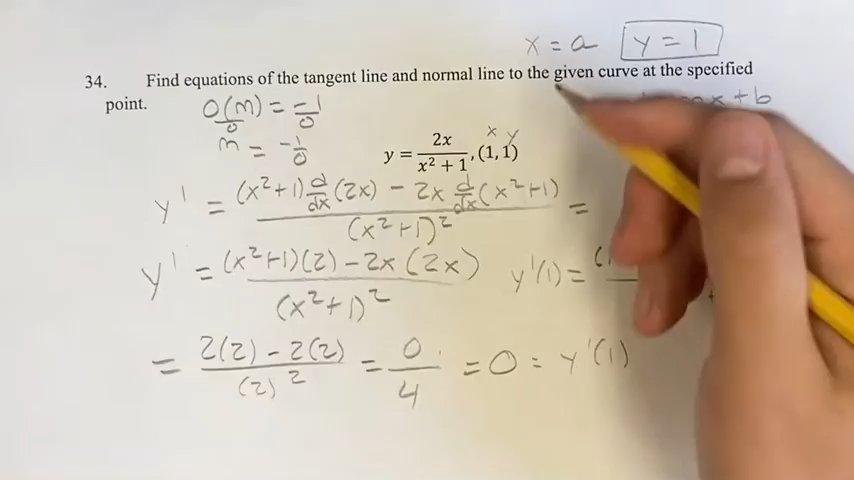 x = a y = 1
34. Find equations of the tangent line and normal line to the given curve at the specified
point.
0(m)/0 = -1/0
x + b
m = -1/0
x y
y = 2x/(x² + 1), (1, 1)
y' = ((x²+1) d/dx (2x) - 2x d/dx (x²+1))/(x²+1)² =
y' = ((x²+1)(2) - 2x(2x))/(x²+1)² y'(1) =
= (2(2) - 2(2))/(2)² = 0/4 = 0 = y'(1)